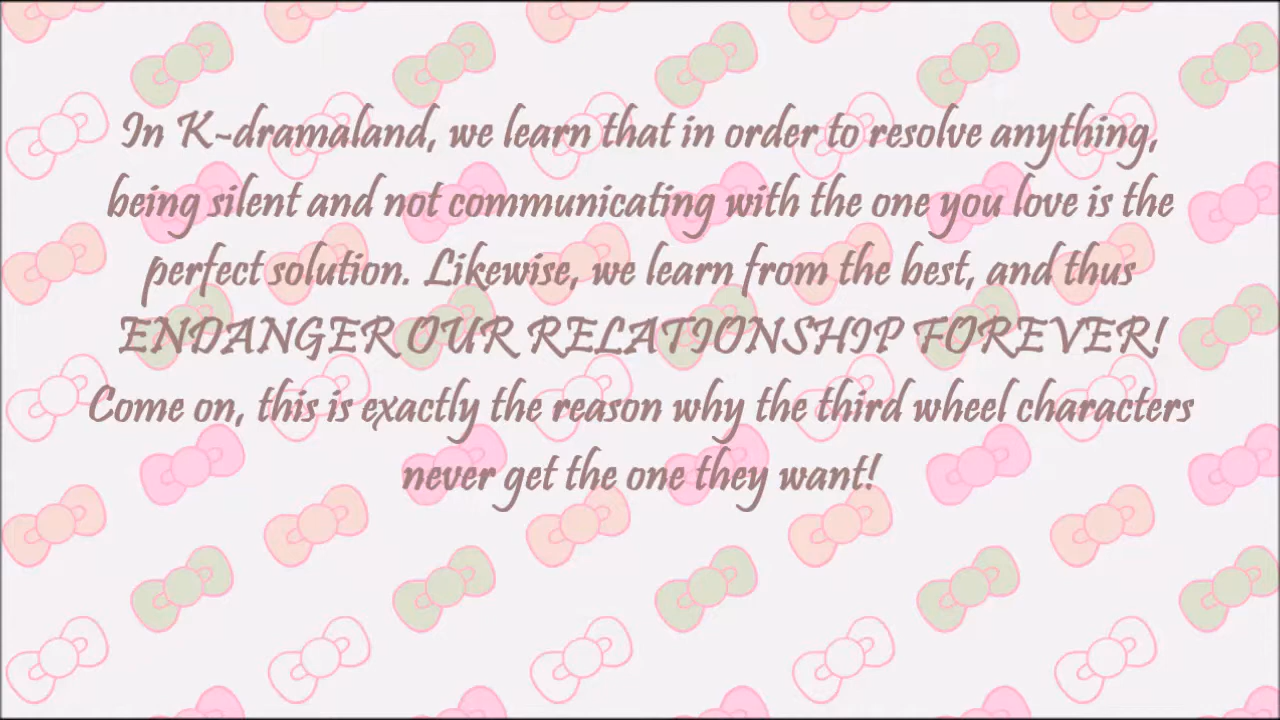 In K-dramaland, we learn that in order to resolve anything,
being silent and not communicating with the one you love is the
perfect solution. Likewise, we learn from the best, and thus
ENDANGER OUR RELATIONSHIP FOREVER!
Come on, this is exactly the reason why the third wheel characters
never get the one they want!